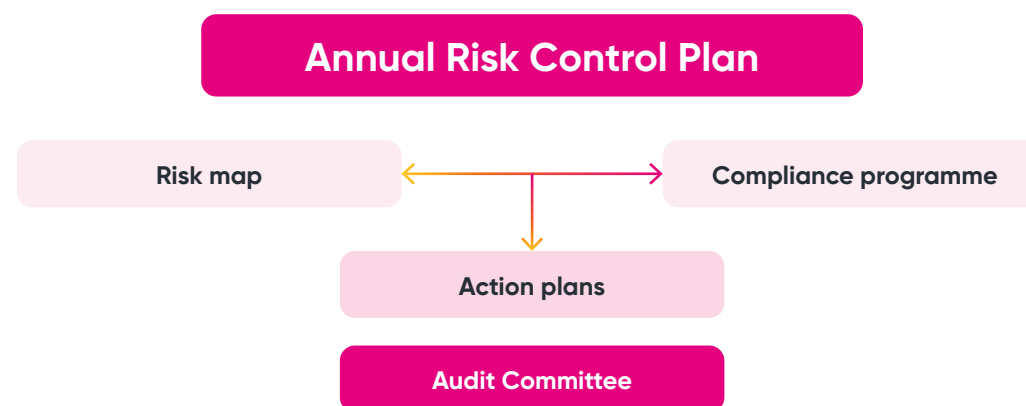 Annual Risk Control Plan
Risk map
Compliance programme
Action plans
Audit Committee